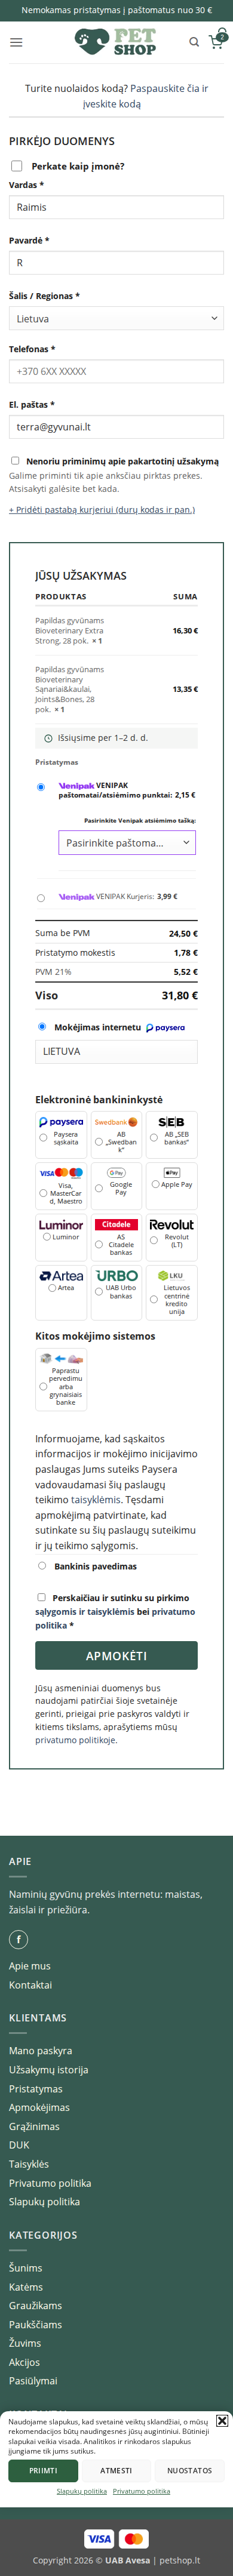 Nemokamas pristatymas į paštomatus nuo 30 €
PET SHOP
2
Turite nuolaidos kodą? Paspauskite čia ir
įveskite kodą
PIRKĖJO DUOMENYS
Perkate kaip įmonė?
Vardas *
Raimis
Pavardė *
R
Šalis / Regionas *
Lietuva
Telefonas *
+370 6XX XXXXX
El. paštas *
terra@gyvunai.lt
Noreniu priminimų apie pakartotinį užsakymą
Galėsite priminti tik apie anksčiau pirktas prekes.
Atsisakyti galėsite bet kada.
+ Pridėti pastabą kurjeriui (durų kodas ir pan.)
JŪSŲ UŽSAKYMAS
PRODUKTAS SUMA
Papildas gyvūnams
Bioveterinary Extra
Strong, 28 pok. × 1 16,30 €
Papildas gyvūnams
Bioveterinary
Sąnariai&kaulai,
Joints&Bones, 28
pok. × 1 13,35 €
Išsiųsime per 1–2 d. d.
Pristatymas
Venipak VENIPAK
paštomatai/atsiėmimo punktai: 2,15 €
Pasirinkite Venipak atsiėmimo tašką:
Pasirinkite paštoma...
Venipak VENIPAK Kurjeris: 3,99 €
Suma be PVM 24,50 €
Pristatymo mokestis 1,78 €
PVM 21% 5,52 €
Viso 31,80 €
Mokėjimas internetu paysera
LIETUVA
Elektroninė bankininkystė
paysera Swedbank SEB
Paysera sąskaita
AB „Swedbank“
AB „SEB bankas“
VISA
G Pay
Pay
Visa, MasterCard, Maestro
Google Pay
Apple Pay
Luminor Citadele Revolut
Luminor
AS Citadele bankas
Revolut (LT)
Artea URBO LKU
Artea
UAB Urbo bankas
Lietuvos centrinė kredito unija
Kitos mokėjimo sistemos
Paprastu pervedimu arba grynaisiais banke
Informuojame, kad sąskaitos
informacijos ir mokėjimo inicijavimo
paslaugas Jums suteiks Paysera
vadovaudamasi šių paslaugų
teikimo taisyklėmis. Tęsdami
apmokėjimą patvirtinate, kad
sutinkate su šių paslaugų suteikimu
ir jų teikimo sąlygomis.
Bankinis pavedimas
Perskaičiau ir sutinku su pirkimo
sąlygomis ir taisyklėmis bei privatumo
politika *
APMOKĖTI
Jūsų asmeniniai duomenys bus
naudojami patirčiai šioje svetainėje
gerinti, prieigai prie paskyros valdyti ir
kitiems tikslams, aprašytiems mūsų
privatumo politikoje.
APIE
Naminių gyvūnų prekės internetu: maistas,
žaislai ir priežiūra.
f
Apie mus
Kontaktai
KLIENTAMS
Mano paskyra
Užsakymų istorija
Pristatymas
Apmokėjimas
Grąžinimas
DUK
Taisyklės
Privatumo politika
Slapukų politika
KATEGORIJOS
Šunims
Katėms
Graužikams
Paukščiams
Žuvims
Akcijos
Pasiūlymai
Naudojame slapukus, kad svetainė veiktų sklandžiai, o su jūsų sutikimu
rekomenduotų būtent naudingas prekes jūsų augintiniui. Bičiuliai
slapukai veikia visada. Analitikos ir rinkodaros slapukus įjungsime tik
jums sutikus.
PRIIMTI ATMESTI NUOSTATOS
Slapukų politika Privatumo politika
VISA mastercard
Copyright 2026 © UAB Avesa | petshop.lt